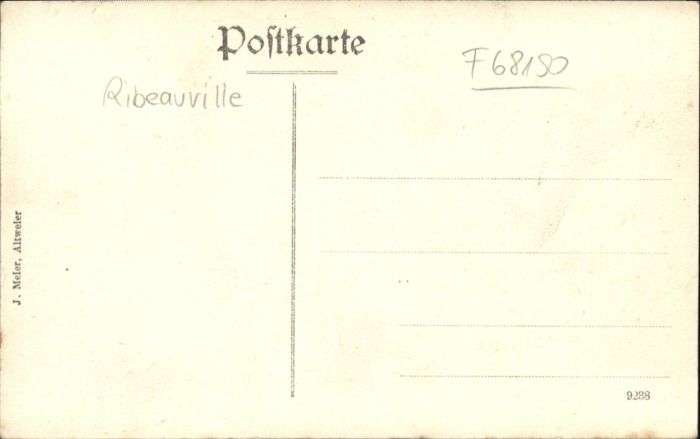 Poſtkarte
F68150
Ribeauville
J. Meier, Altweier
9288